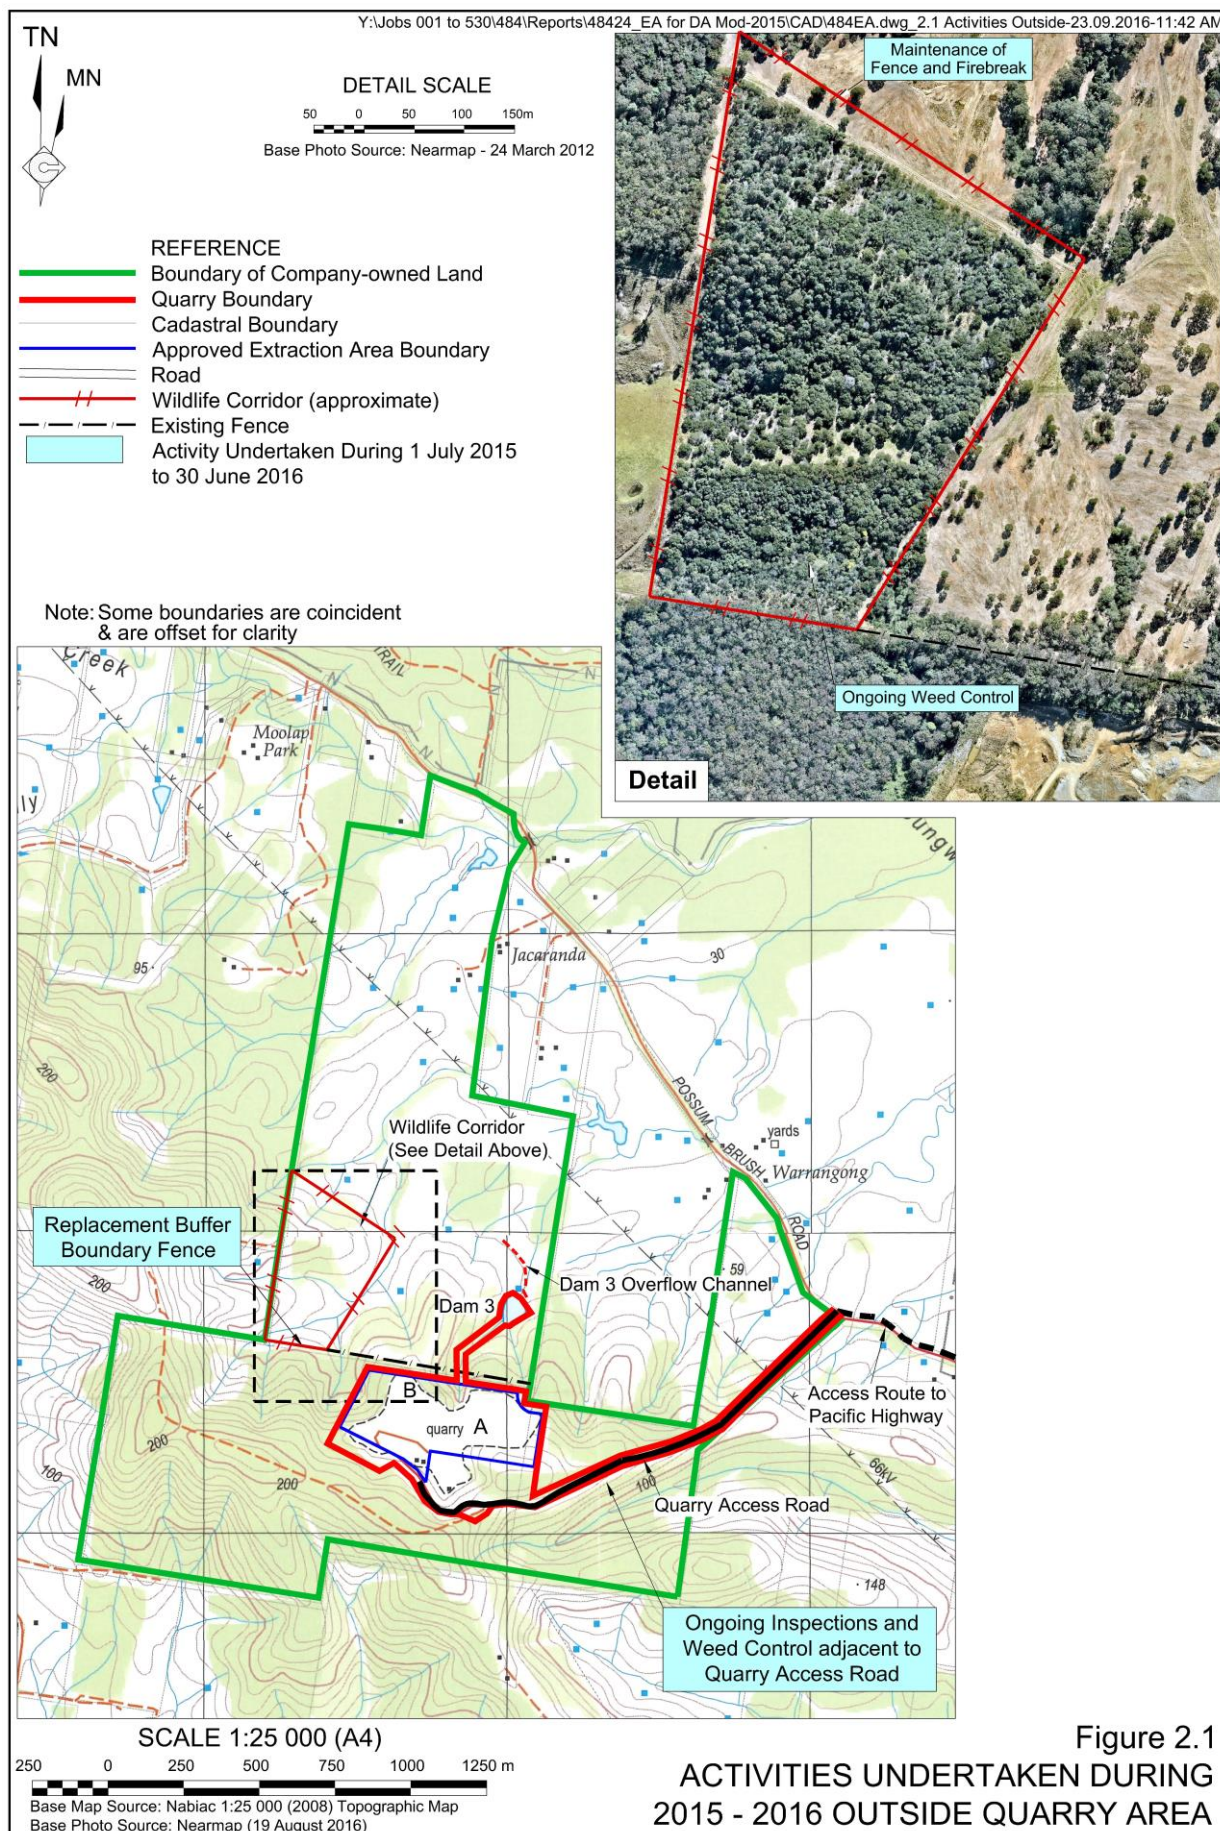 Y:\Jobs 001 to 530\484\Reports\48424_EA for DA Mod-2015\CAD\484EA.dwg_2.1 Activities Outside-23.09.2016-11:42 AM
TN
MN
DETAIL SCALE
50 0 50 100 150m
Base Photo Source: Nearmap - 24 March 2012
REFERENCE
Boundary of Company-owned Land
Quarry Boundary
Cadastral Boundary
Approved Extraction Area Boundary
Road
Wildlife Corridor (approximate)
Existing Fence
Activity Undertaken During 1 July 2015
to 30 June 2016
Note: Some boundaries are coincident
& are offset for clarity
Maintenance of
Fence and Firebreak
Ongoing Weed Control
Detail
Creek
TRAIL
N
N
N
N
Moolap
Park
lly
ungw
95
Jacaranda
30
200
POSSUM
BRUSH
ROAD
yards
Warrangong
Wildlife Corridor
(See Detail Above)
Replacement Buffer
Boundary Fence
200
59
Dam 3 Overflow Channel
Dam 3
B
quarry A
Access Route to
Pacific Highway
200
100
200
100
66kV
Quarry Access Road
148
Ongoing Inspections and
Weed Control adjacent to
Quarry Access Road
SCALE 1:25 000 (A4)
250 0 250 500 750 1000 1250 m
Base Map Source: Nabiac 1:25 000 (2008) Topographic Map
Base Photo Source: Nearmap (19 August 2016)
Figure 2.1
ACTIVITIES UNDERTAKEN DURING
2015 - 2016 OUTSIDE QUARRY AREA